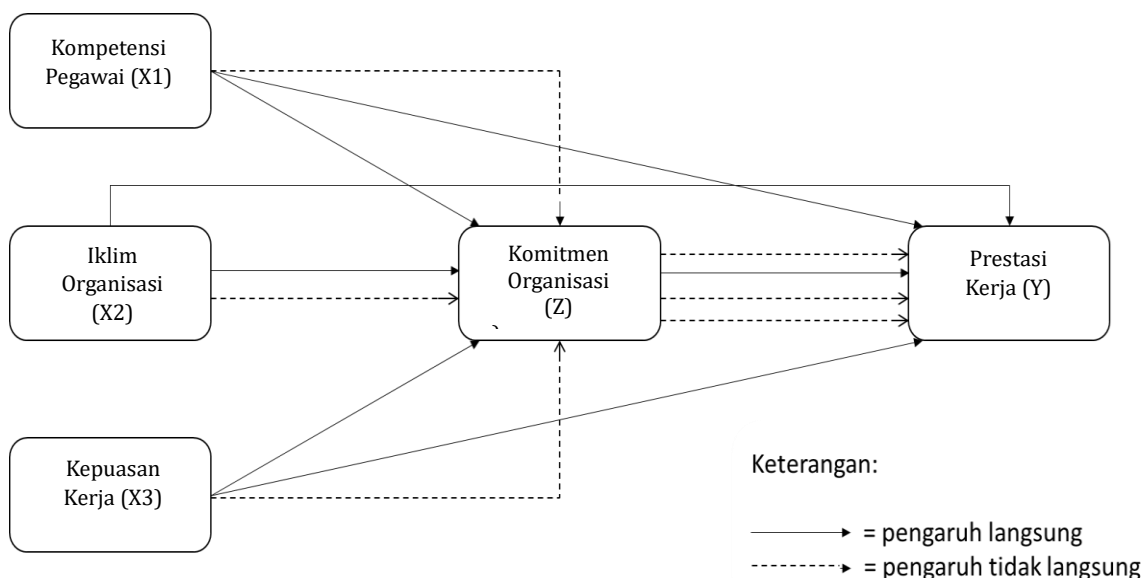 Kompetensi
Pegawai (X1)
Iklim
Organisasi
(X2)
Komitmen
Organisasi
(Z)
Prestasi
Kerja (Y)
Kepuasan
Kerja (X3)
Keterangan:
= pengaruh langsung
= pengaruh tidak langsung